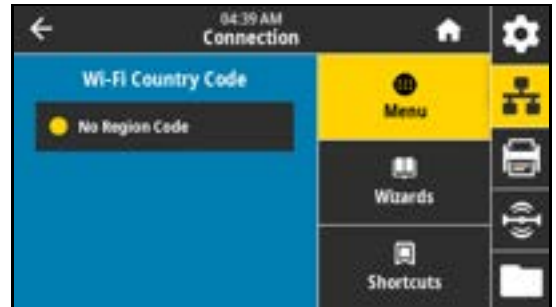 04:39 AM
Connection
Wi-Fi Country Code
No Region Code
Menu
Wizards
Shortcuts